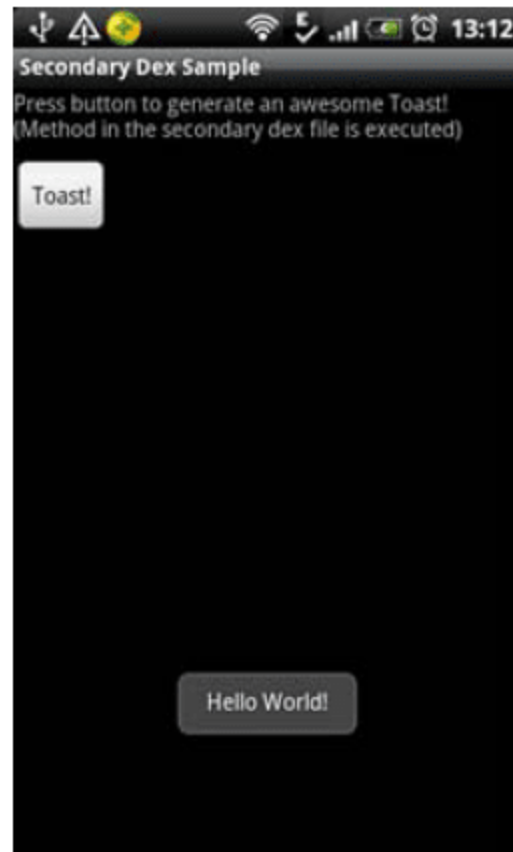 13:12
Secondary Dex Sample
Press button to generate an awesome Toast!
(Method in the secondary dex file is executed)
Toast!
Hello World!